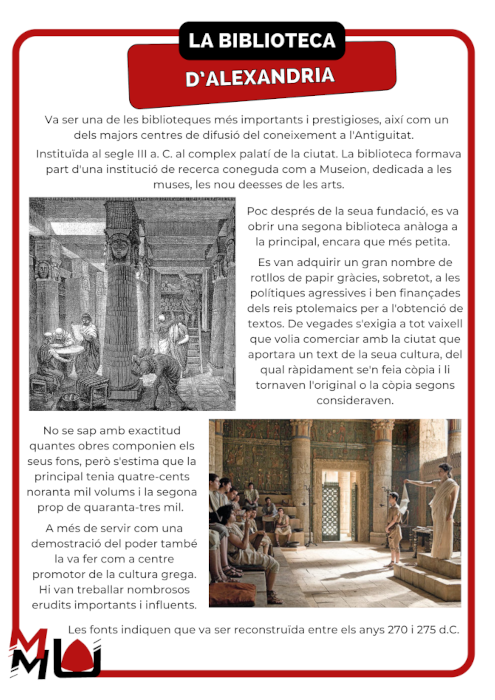 LA BIBLIOTECA
D'ALEXANDRIA
Va ser una de les biblioteques més importants i prestigioses, així com un
dels majors centres de difusió del coneixement a l'Antiguitat.
Instituïda al segle III a. C. al complex palatí de la ciutat. La biblioteca formava
part d'una institució de recerca coneguda com a Museion, dedicada a les
muses, les nou deesses de les arts.
Poc després de la seua fundació, es va
obrir una segona biblioteca anàloga a
la principal, encara que més petita.
Es van adquirir un gran nombre de
rotllos de papir gràcies, sobretot, a les
polítiques agressives i ben finançades
dels reis ptolemaics per a l'obtenció de
textos. De vegades s'exigia a tot vaixell
que volia comerciar amb la ciutat que
aportara un text de la seua cultura, del
qual ràpidament se'n feia còpia i li
tornaven l'original o la còpia segons
consideraven.
No se sap amb exactitud
quantes obres componien els
seus fons, però s'estima que la
principal tenia quatre-cents
noranta mil volums i la segona
prop de quaranta-tres mil.
A més de servir com una
demostració del poder també
la va fer com a centre
promotor de la cultura grega.
Hi van treballar nombrosos
erudits importants i influents.
Les fonts indiquen que va ser reconstruïda entre els anys 270 i 275 d.C.